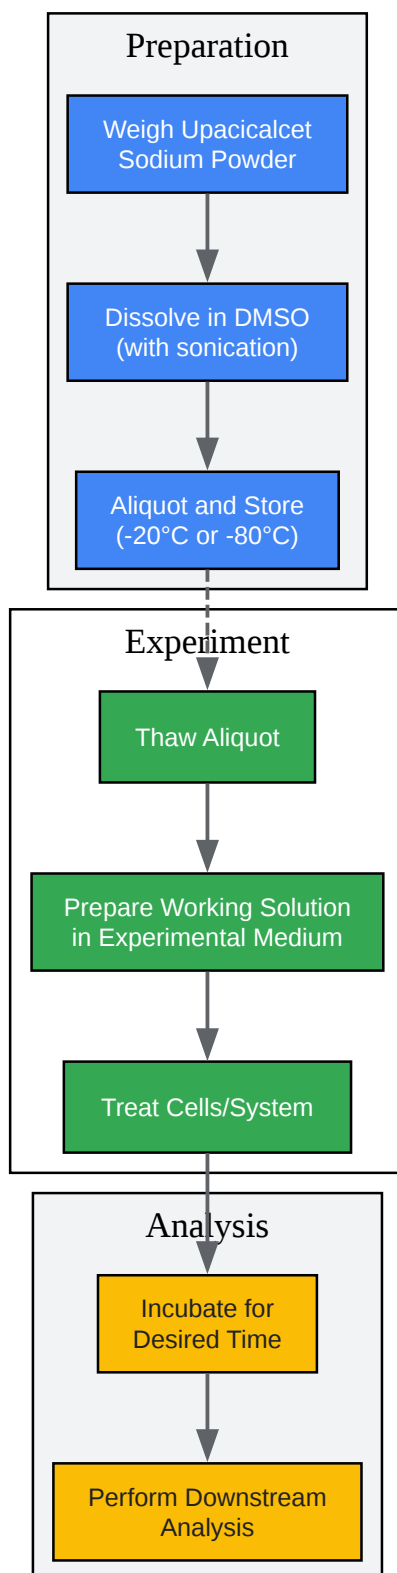 Preparation
Weigh Upacicalcet
Sodium Powder
Dissolve in DMSO
(with sonication)
Aliquot and Store
(-20°C or -80°C)
Experiment
Thaw Aliquot
Prepare Working Solution
in Experimental Medium
Treat Cells/System
Analysis
Incubate for
Desired Time
Perform Downstream
Analysis